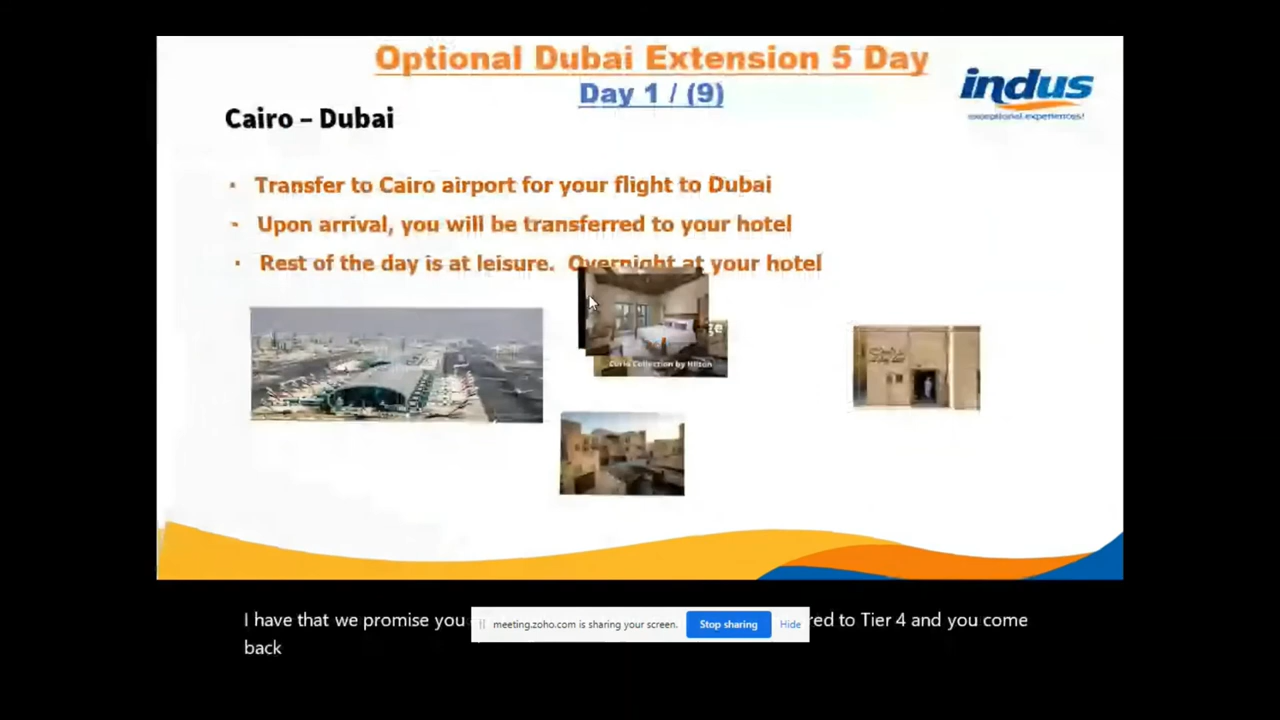 Optional Dubai Extension 5 Day
Day 1 / (9)
indus
exceptional experiences!
Cairo – Dubai
Transfer to Cairo airport for your flight to Dubai
Upon arrival, you will be transferred to your hotel
Rest of the day is at leisure. Overnight at your hotel
Curio Collection by Hilton
I have that we promise you
red to Tier 4 and you come
back
meeting.zoho.com is sharing your screen.
Stop sharing
Hide